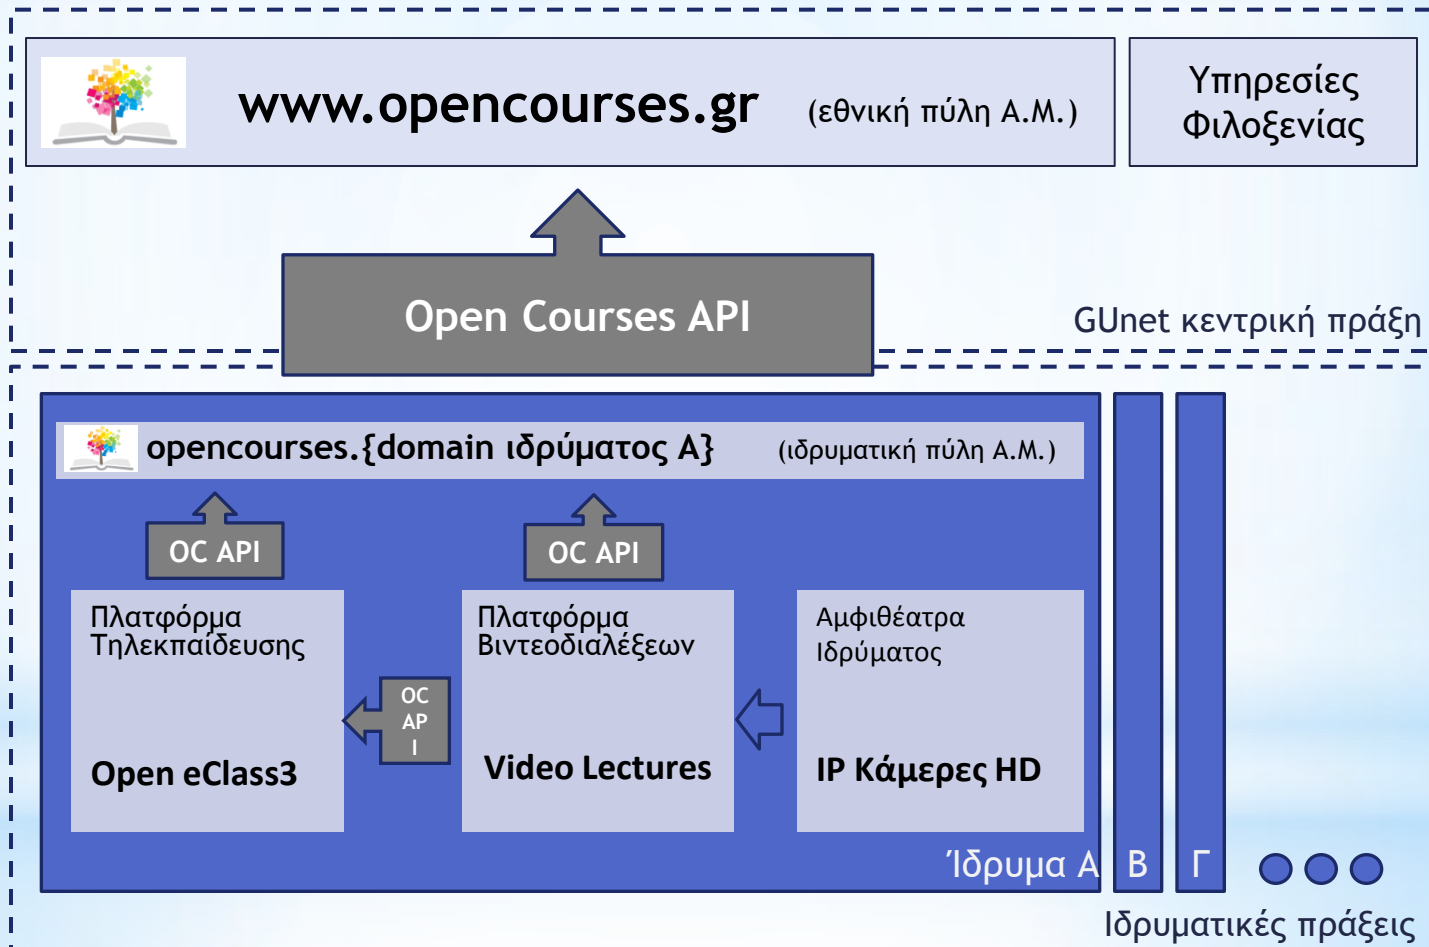 www.opencourses.gr (εθνική πύλη Α.Μ.)
Υπηρεσίες
Φιλοξενίας
Open Courses API
GUnet κεντρική πράξη
opencourses.{domain ιδρύματος Α} (ιδρυματική πύλη Α.Μ.)
OC API
OC API
Πλατφόρμα
Τηλεκπαίδευσης
Open eClass3
OC
AP
I
Πλατφόρμα
Βιντεοδιαλέξεων
Video Lectures
Αμφιθέατρα
Ιδρύματος
IP Κάμερες HD
Ίδρυμα Α
Β
Γ
Ιδρυματικές πράξεις